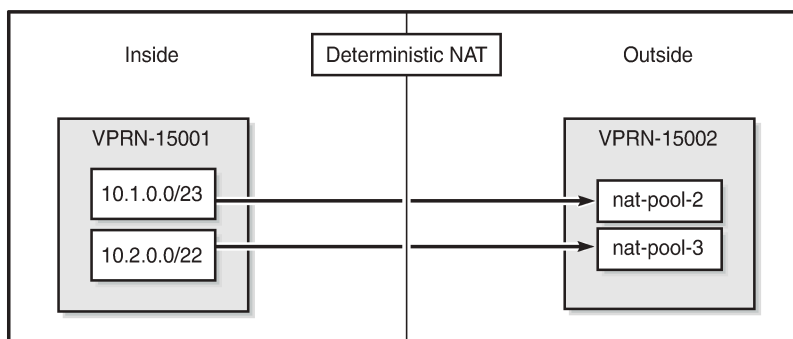 Inside
Deterministic NAT
Outside
VPRN-15001
10.1.0.0/23
10.2.0.0/22
VPRN-15002
nat-pool-2
nat-pool-3